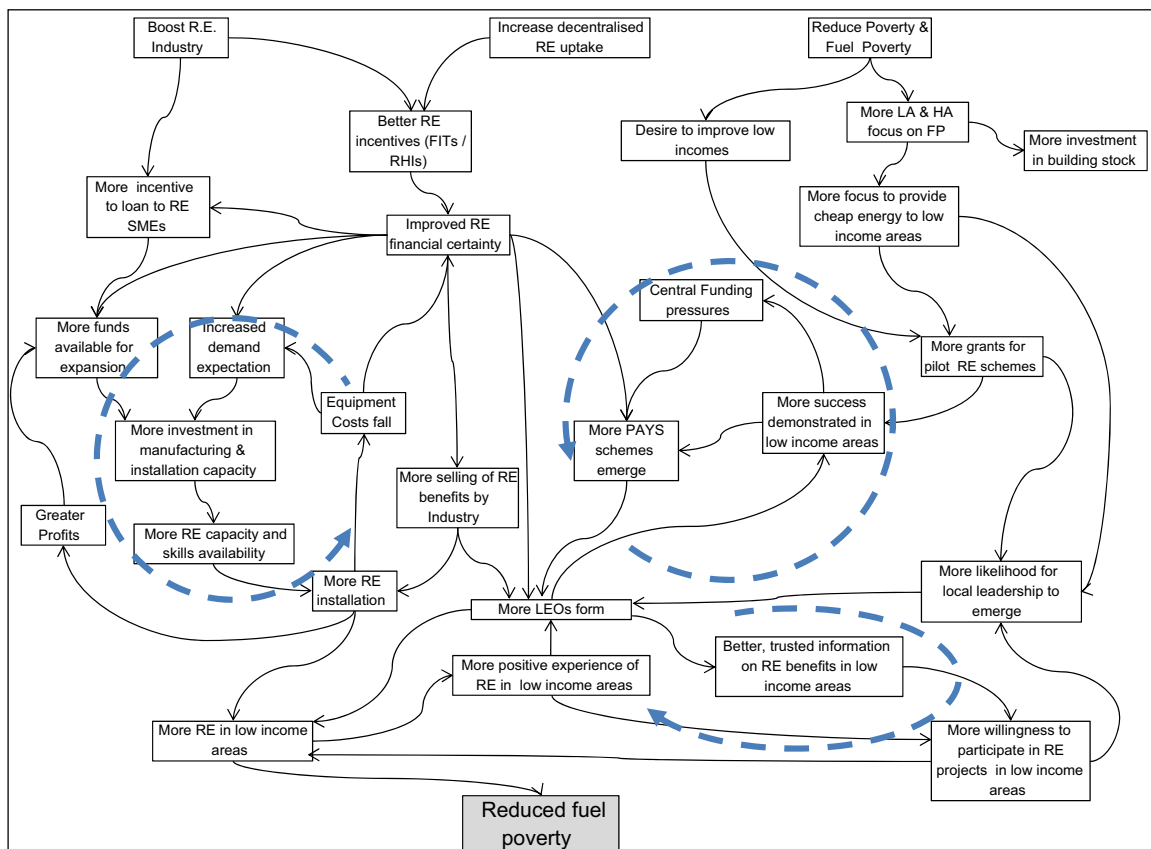 Boost R.E.
Industry
Increase decentralised
RE uptake
Reduce Poverty &
Fuel Poverty
Better RE
incentives (FITs /
RHIs)
Desire to improve low
incomes
More LA & HA
focus on FP
More investment
in building stock
More incentive
to loan to RE
SMEs
More focus to provide
cheap energy to low
income areas
Improved RE
financial certainty
Central Funding
pressures
More funds
available for
expansion
Increased
demand
expectation
More grants for
pilot RE schemes
Equipment
Costs fall
More success
demonstrated in
low income areas
More investment in
manufacturing &
installation capacity
More PAYS
schemes
emerge
More selling of RE
benefits by
Industry
Greater
Profits
More RE capacity and
skills availability
More RE
installation
More likelihood for
local leadership to
emerge
More LEOs form
Better, trusted information
on RE benefits in low
income areas
More positive experience of
RE in low income areas
More RE in low income
areas
More willingness to
participate in RE
projects in low income
areas
Reduced fuel
poverty